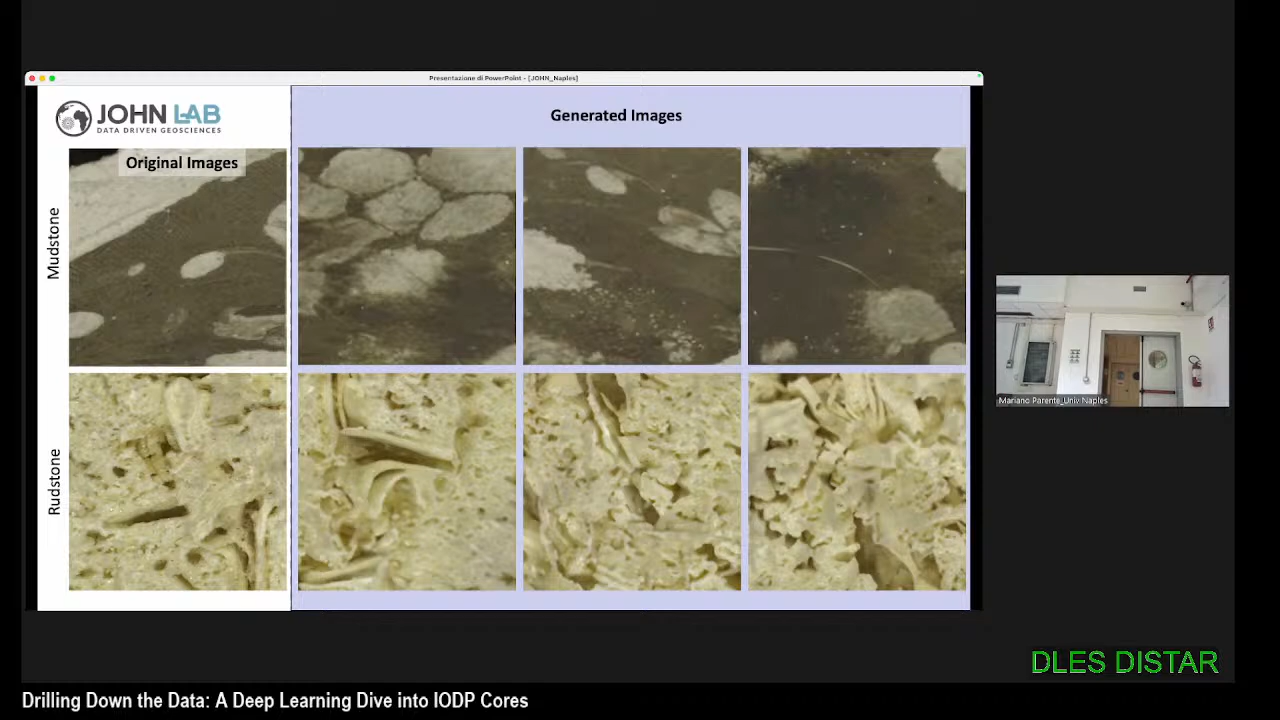 Presentazione di PowerPoint - [JOHN_Naples]
JOHN LAB
DATA DRIVEN GEOSCIENCES
Generated Images
Original Images
Mudstone
Rudstone
Mariano Parente_Univ Naples
DLES DISTAR
Drilling Down the Data: A Deep Learning Dive into IODP Cores